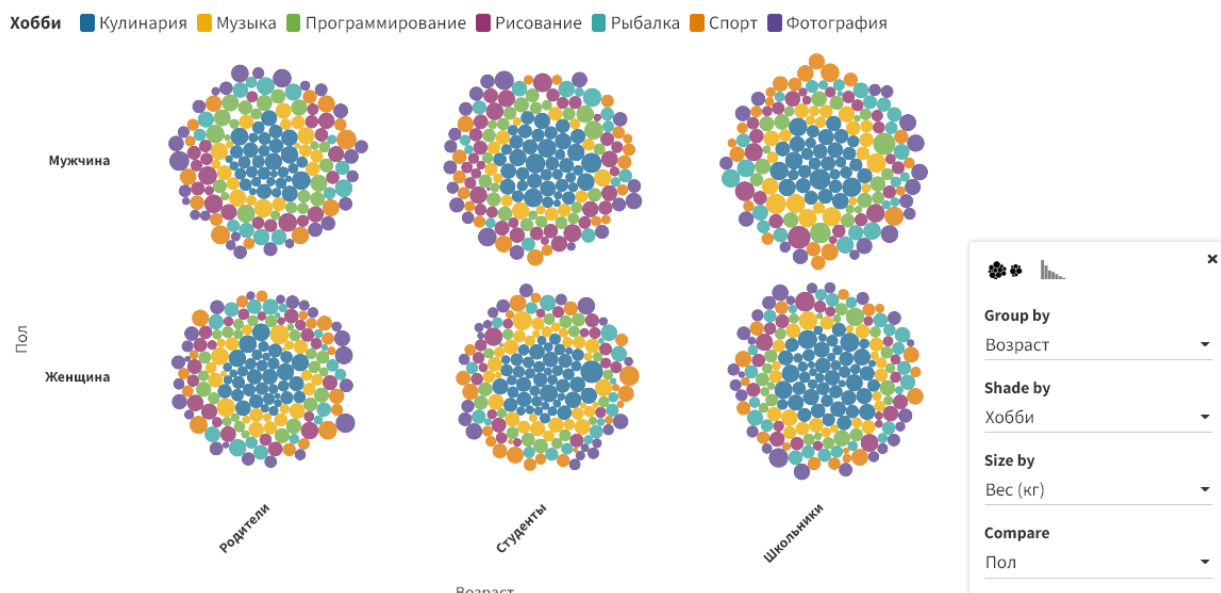 Хобби Кулинария Музыка Программирование Рисование Рыбалка Спорт Фотография
Мужчина
Женщина
Пол
Родители
Студенты
Школьники
Возраст
Group by
Возраст
Shade by
Хобби
Size by
Вес (кг)
Compare
Пол